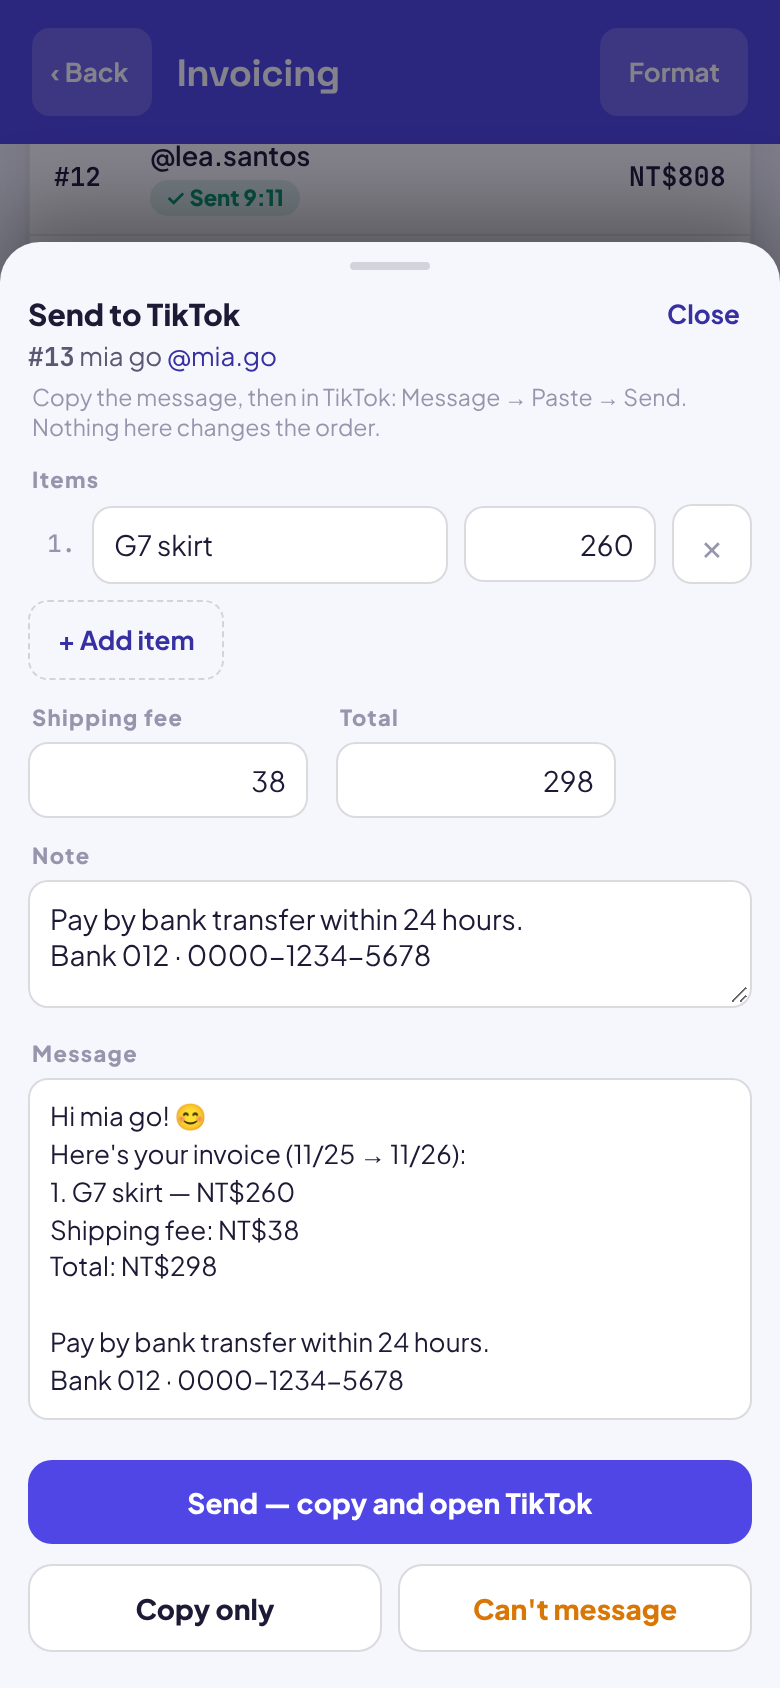 ‹ Back
Invoicing
Format
#12
@lea.santos
NT$808
✓ Sent 9:11
Send to TikTok
Close
#13 mia go @mia.go
Copy the message, then in TikTok: Message → Paste → Send.
Nothing here changes the order.
Items
1.
G7 skirt
260
×
+ Add item
Shipping fee
Total
38
298
Note
Pay by bank transfer within 24 hours.
Bank 012 · 0000–1234–5678
Message
Hi mia go! 😊
Here's your invoice (11/25 → 11/26):
1. G7 skirt — NT$260
Shipping fee: NT$38
Total: NT$298
Pay by bank transfer within 24 hours.
Bank 012 · 0000–1234–5678
Send — copy and open TikTok
Copy only
Can't message